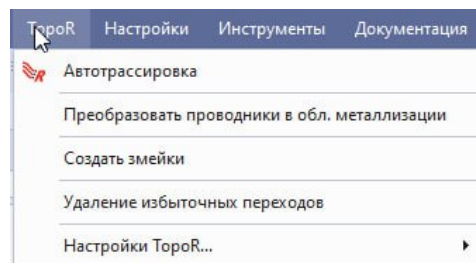 TopoR Настройки Инструменты Документация
Автотрассировка
Преобразовать проводники в обл. металлизации
Создать змейки
Удаление избыточных переходов
Настройки TopoR...